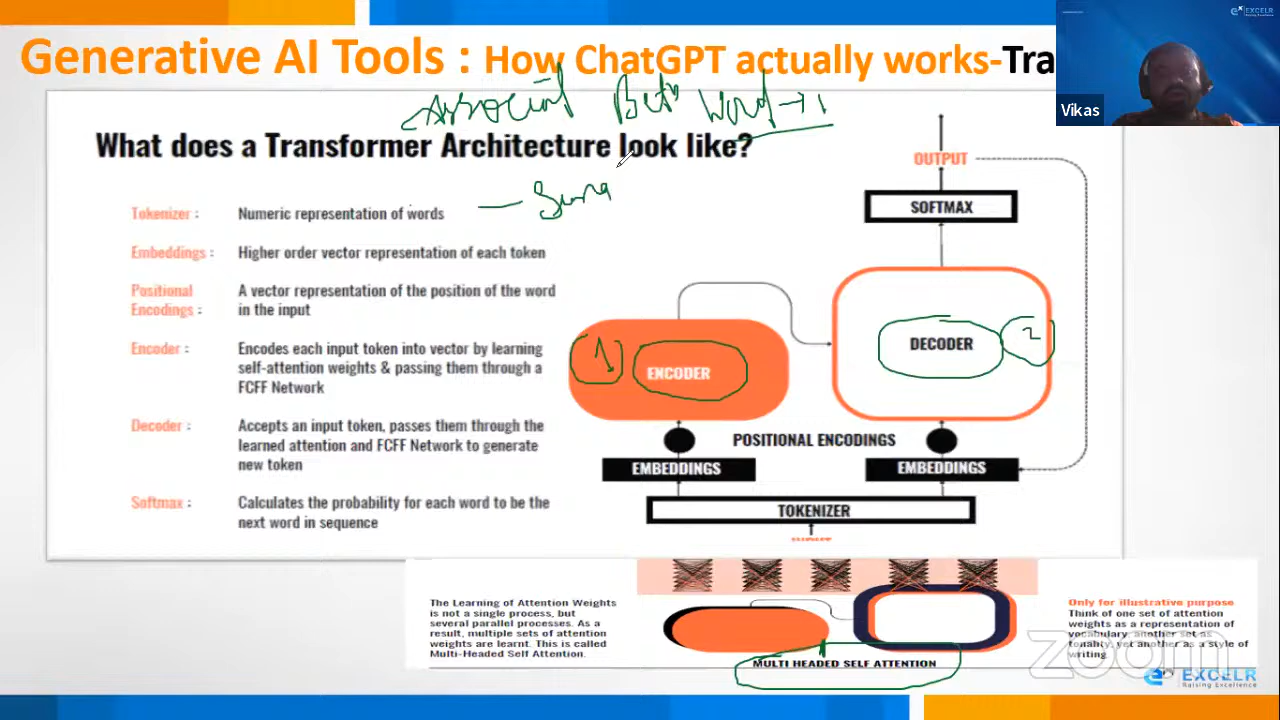 EXCELR
Raising Excellence
Generative AI Tools : How ChatGPT actually works-Tra
Vikas
Word
What does a Transformer Architecture look like?
Tokenizer : Numeric representation of words
Embeddings : Higher order vector representation of each token
Positional Encodings : A vector representation of the position of the word
in the input
Encoder : Encodes each input token into vector by learning
self-attention weights & passing them through a
FCFF Network
Decoder : Accepts an input token, passes them through the
learned attention and FCFF Network to generate
new token
Softmax : Calculates the probability for each word to be the
next word in sequence
OUTPUT
SOFTMAX
1 ENCODER
DECODER 2
POSITIONAL ENCODINGS
EMBEDDINGS
EMBEDDINGS
TOKENIZER
The Learning of Attention Weights
is not a single process, but
several parallel processes. As a
result, multiple sets of attention
weights are learnt. This is called
Multi-Headed Self Attention.
MULTI HEADED SELF ATTENTION
Only for illustrative purpose
Think of one set of attention
weights as a representation of
vocabulary, another set as
tonality, yet another as a style of
writing.
zoom
EXCELR
Raising Excellence